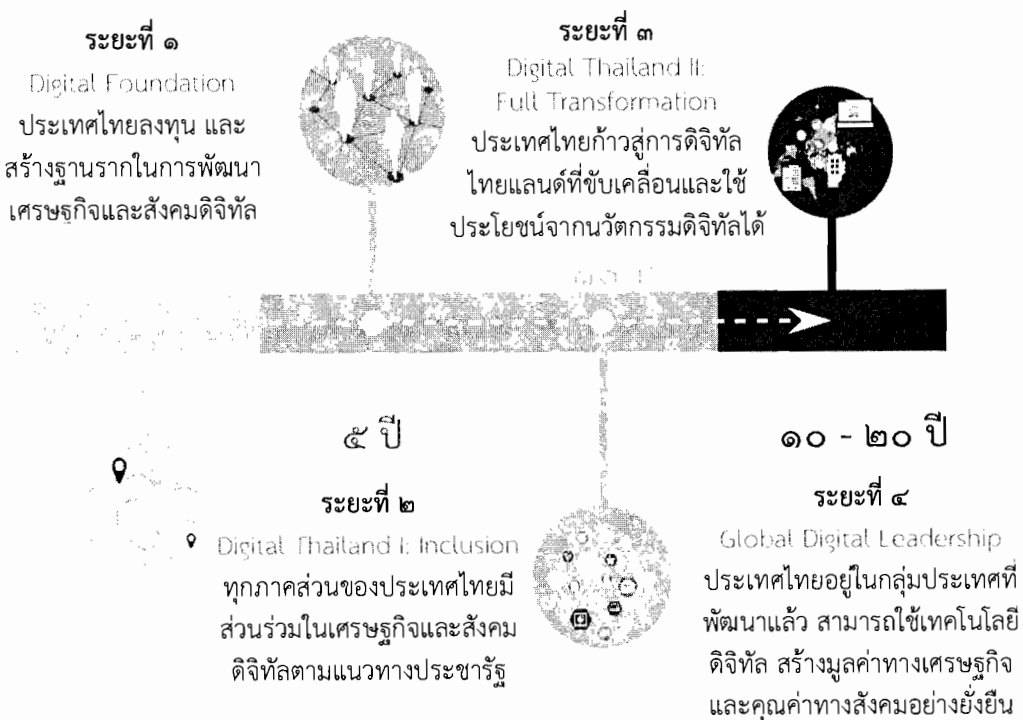 ระยะที่ ๑
Digital Foundation
ประเทศไทยลงทุน และ
สร้างฐานรากในการพัฒนา
เศรษฐกิจและสังคมดิจิทัล
ระยะที่ ๓
Digital Thailand II:
Full Transformation
ประเทศไทยก้าวสู่การดิจิทัล
ไทยแลนด์ที่ขับเคลื่อนและใช้
ประโยชน์จากนวัตกรรมดิจิทัลได้
๕ ปี
ระยะที่ ๒
Digital Thailand I: Inclusion
ทุกภาคส่วนของประเทศไทยมี
ส่วนร่วมในเศรษฐกิจและสังคม
ดิจิทัลตามแนวทางประชารัฐ
๑๐ - ๒๐ ปี
ระยะที่ ๔
Global Digital Leadership
ประเทศไทยอยู่ในกลุ่มประเทศที่
พัฒนาแล้ว สามารถใช้เทคโนโลยี
ดิจิทัล สร้างมูลค่าทางเศรษฐกิจ
และคุณค่าทางสังคมอย่างยั่งยืน